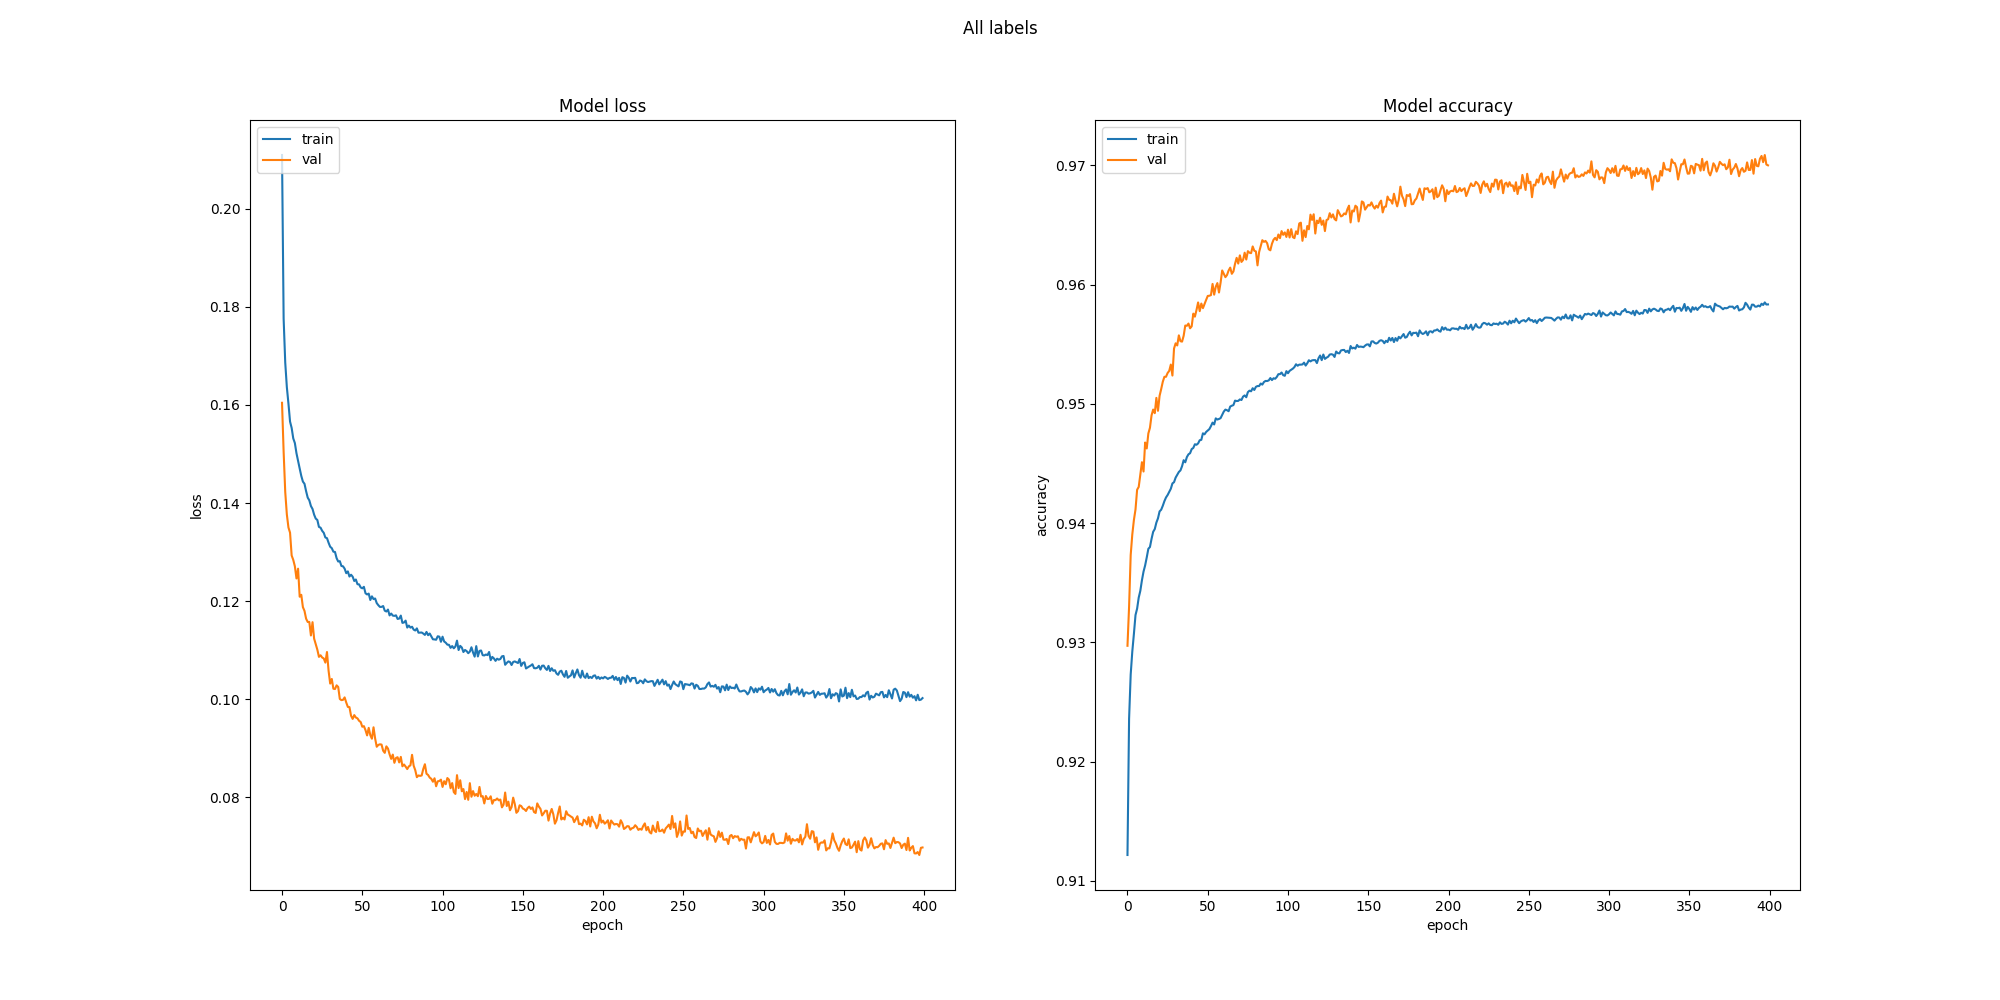 All labels
Model loss
train
val
0.20
0.18
0.16
0.14
0.12
0.10
0.08
loss
0 50 100 150 200 250 300 350 400
epoch
Model accuracy
train
val
0.97
0.96
0.95
0.94
0.93
0.92
0.91
accuracy
0 50 100 150 200 250 300 350 400
epoch